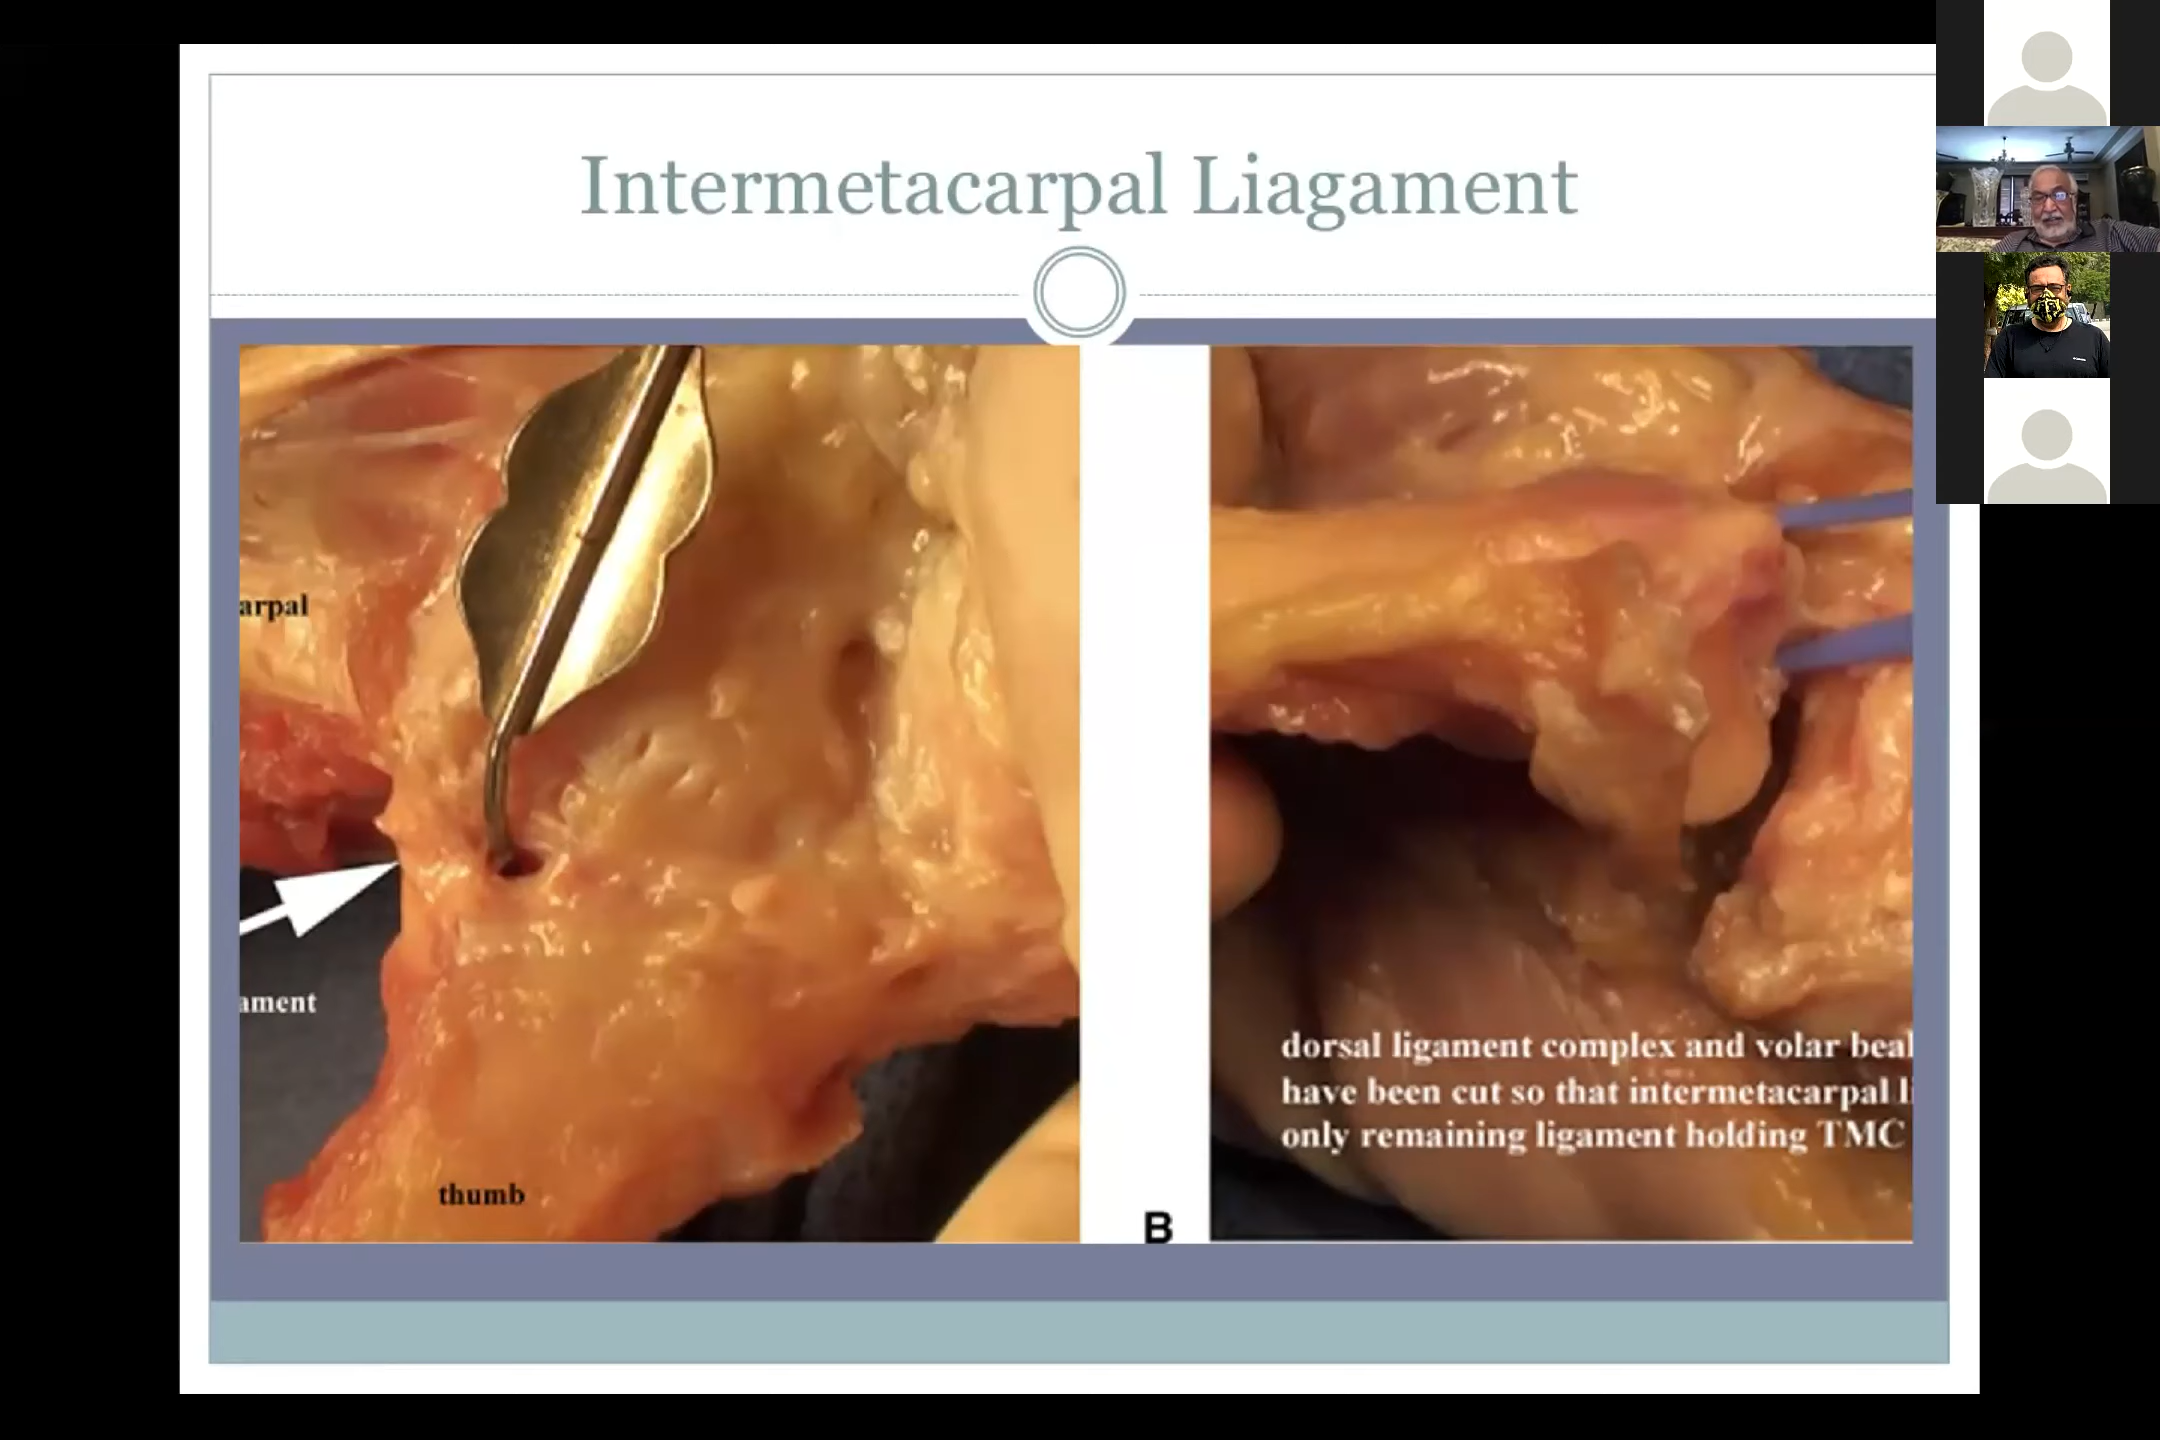 Intermetacarpal Liagament
arpal
ament
thumb
B
dorsal ligament complex and volar beal
have been cut so that intermetacarpal li
only remaining ligament holding TMC